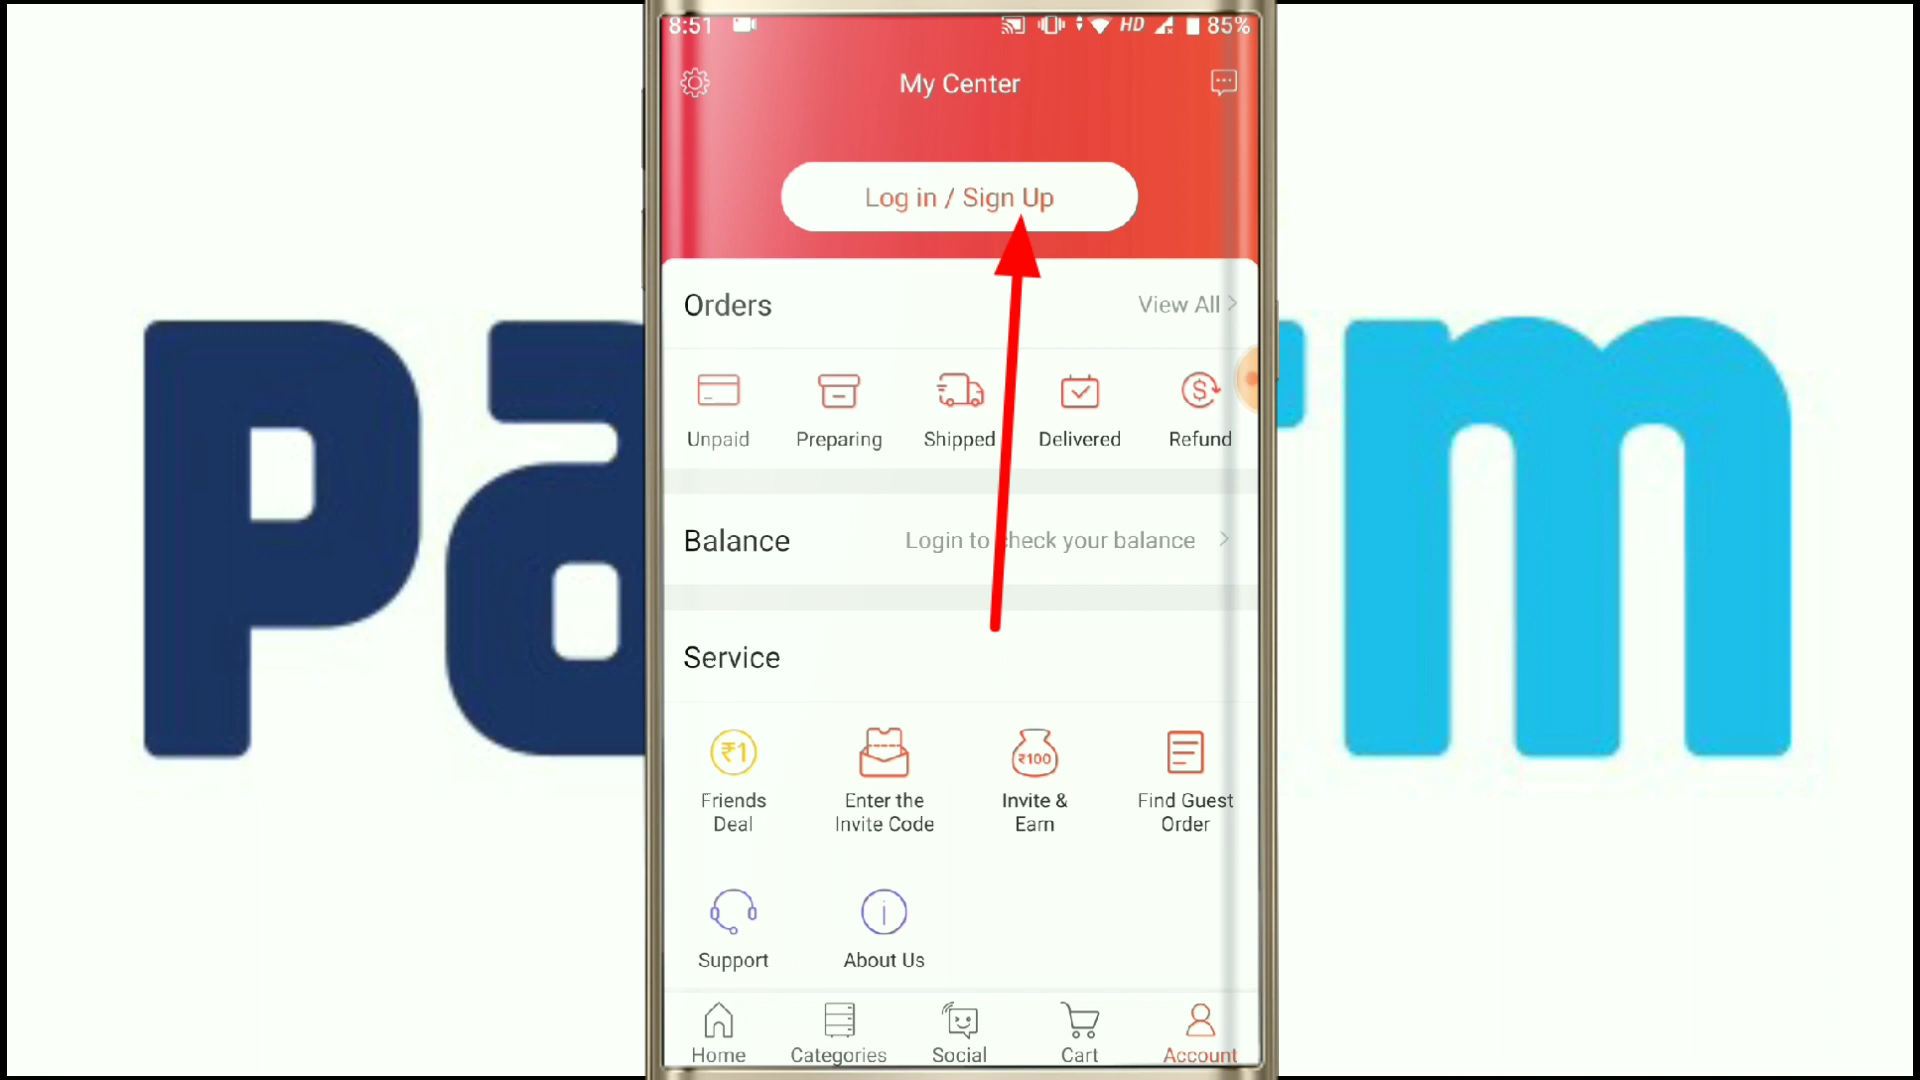 8:51 HD 85%
My Center
Log in / Sign Up
Orders View All >
Unpaid Preparing Shipped Delivered Refund
Balance Login to check your balance >
Service
₹1 ₹100
Friends Deal
Enter the Invite Code
Invite & Earn
Find Guest Order
Support About Us
Home Categories Social Cart Account
Pa m